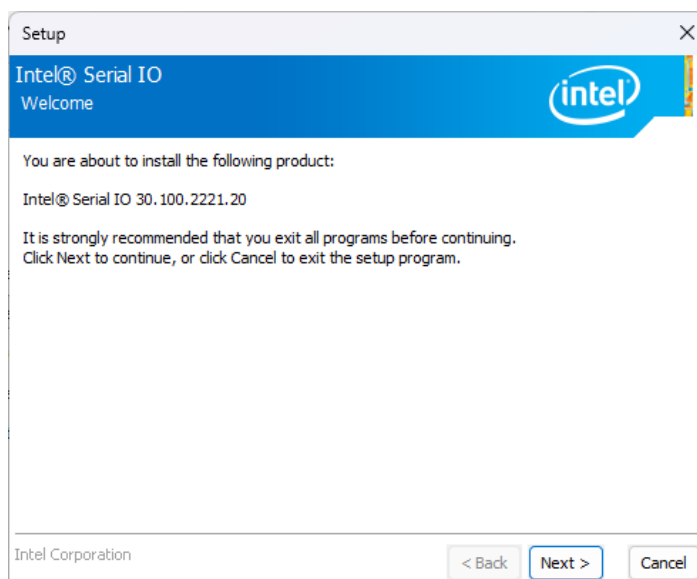 Setup
Intel® Serial IO
Welcome
intel
You are about to install the following product:
Intel® Serial IO 30.100.2221.20
It is strongly recommended that you exit all programs before continuing.
Click Next to continue, or click Cancel to exit the setup program.
Intel Corporation
< Back
Next >
Cancel